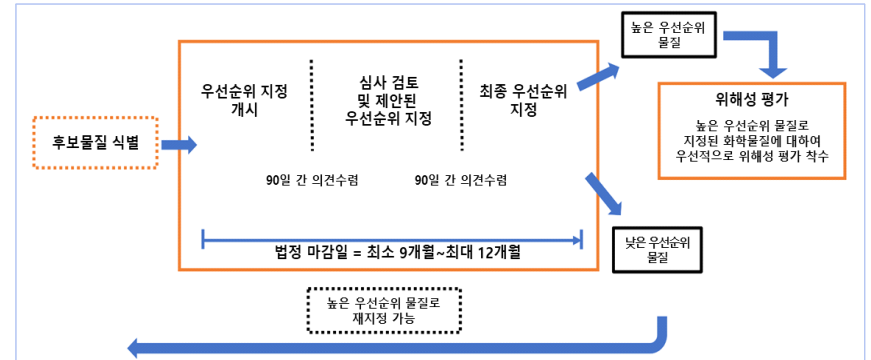 후보물질 식별
우선순위 지정
개시
심사 검토
및 제안된
우선순위 지정
최종 우선순위
지정
90일 간 의견수렴
90일 간 의견수렴
법정 마감일 = 최소 9개월~최대 12개월
높은 우선순위
물질
위해성 평가
높은 우선순위 물질로
지정된 화학물질에 대하여
우선적으로 위해성 평가 착수
낮은 우선순위
물질
높은 우선순위 물질로
재지정 가능